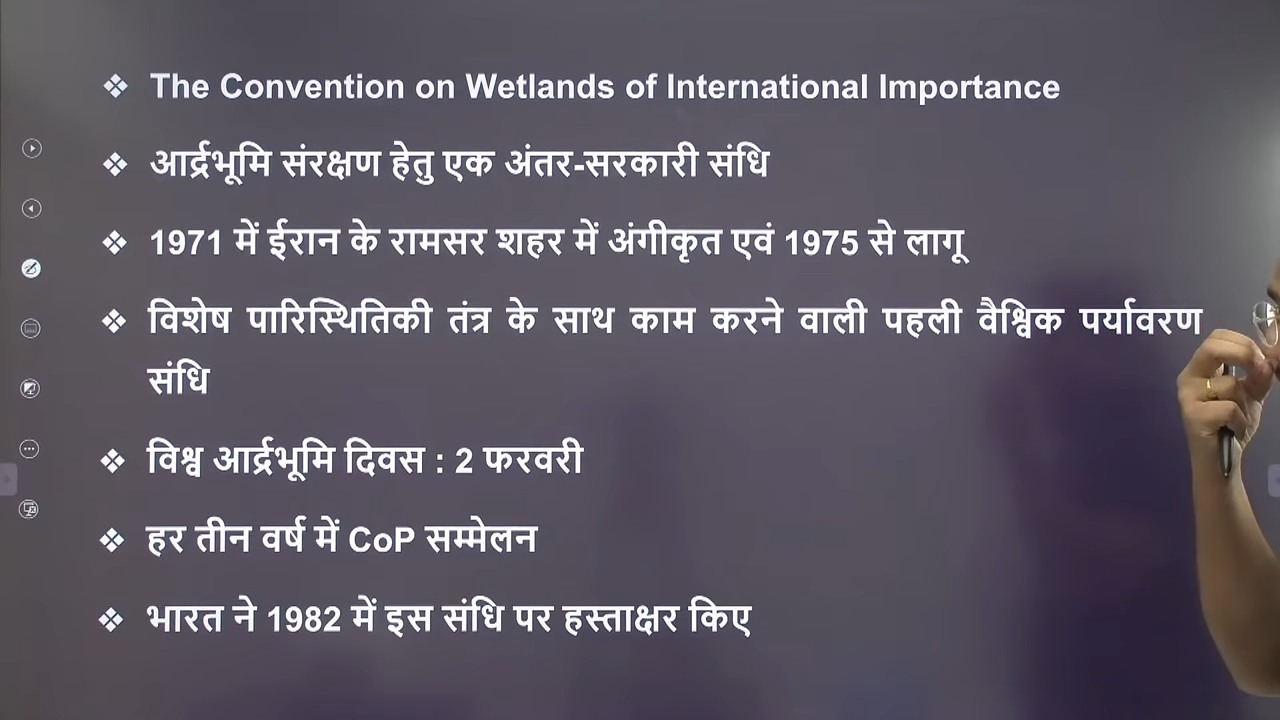 ❖ The Convention on Wetlands of International Importance
❖ आर्द्रभूमि संरक्षण हेतु एक अंतर-सरकारी संधि
❖ 1971 में ईरान के रामसर शहर में अंगीकृत एवं 1975 से लागू
❖ विशेष पारिस्थितिकी तंत्र के साथ काम करने वाली पहली वैश्विक पर्यावरण
संधि
❖ विश्व आर्द्रभूमि दिवस : 2 फरवरी
❖ हर तीन वर्ष में CoP सम्मेलन
❖ भारत ने 1982 में इस संधि पर हस्ताक्षर किए